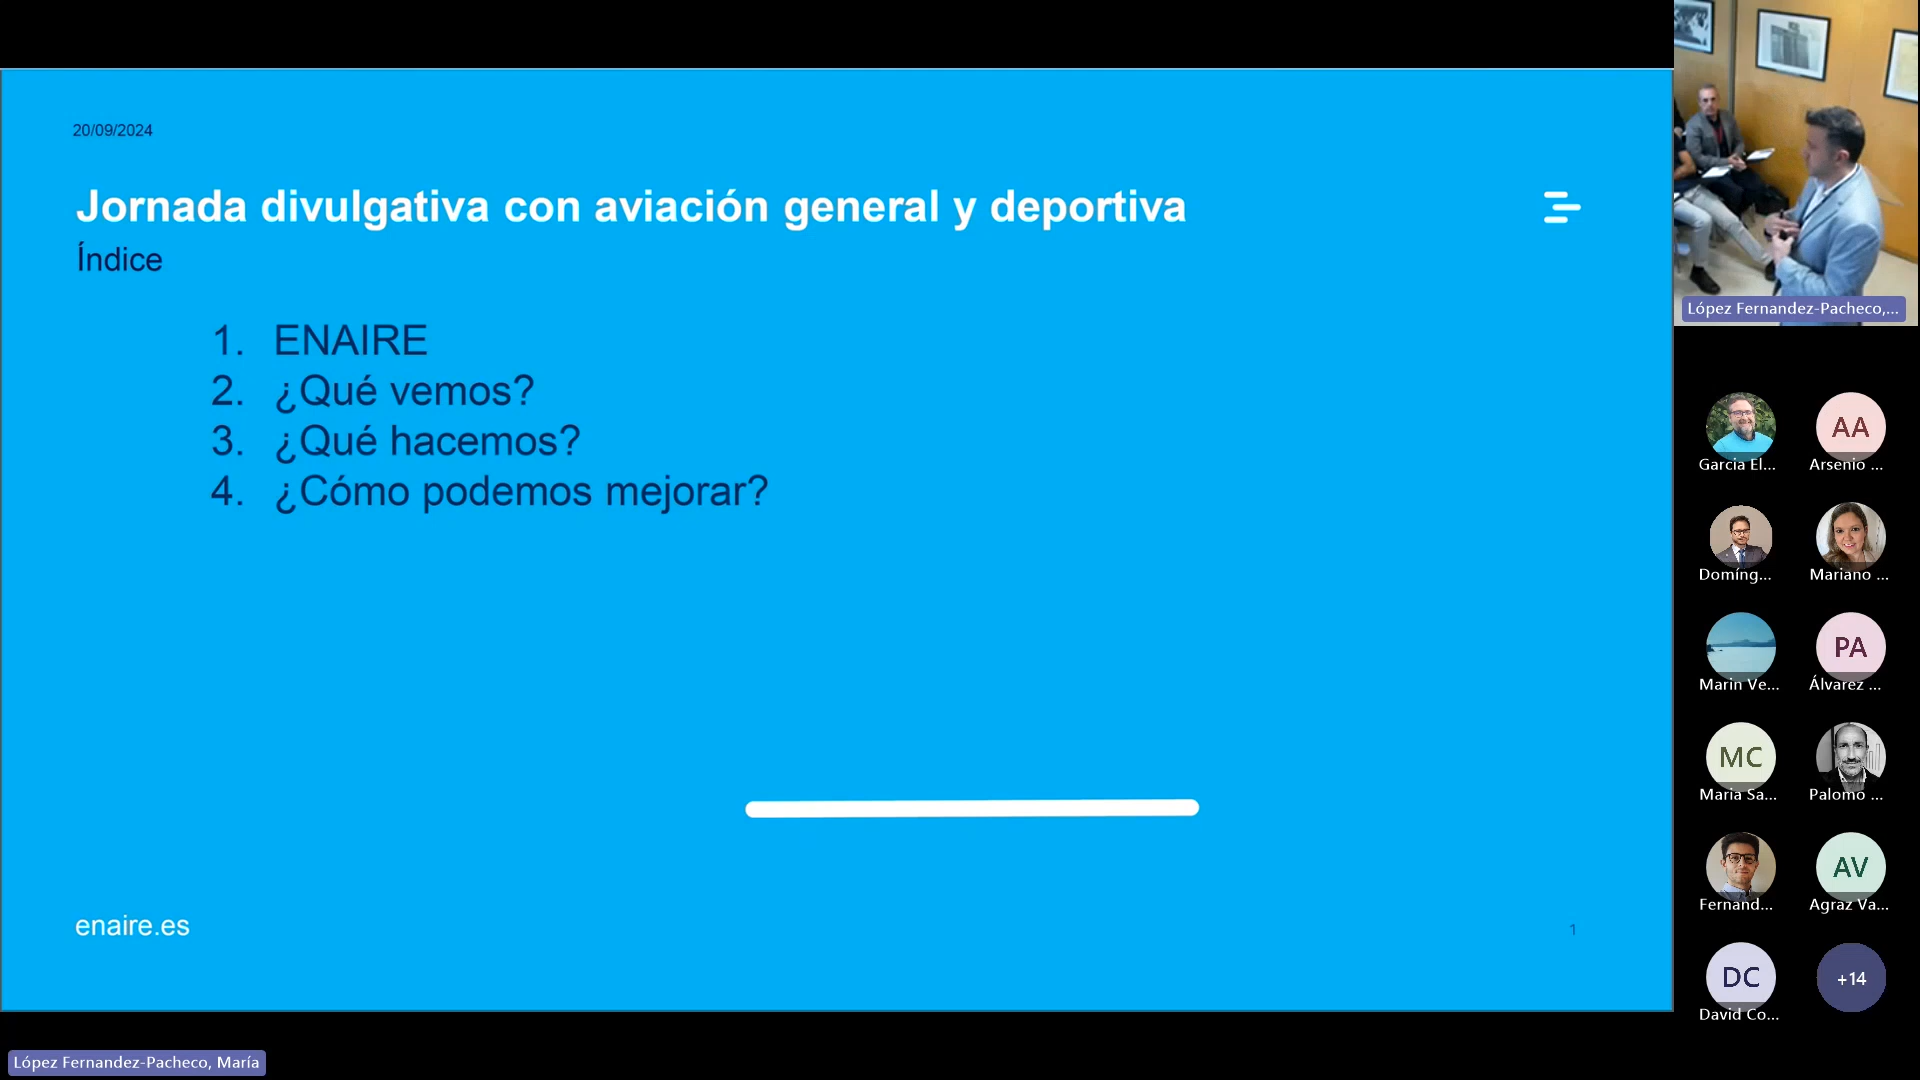 20/09/2024
Jornada divulgativa con aviación general y deportiva
Índice
1. ENAIRE
2. ¿Qué vemos?
3. ¿Qué hacemos?
4. ¿Cómo podemos mejorar?
enaire.es
1
López Fernandez-Pacheco, María
López Fernandez-Pacheco,...
Garcia El...
AA
Arsenio ...
Domíng...
Mariano ...
Marin Ve...
PA
Álvarez ...
MC
Maria Sa...
Palomo ...
Fernand...
AV
Agraz Va...
DC
David Co...
+14